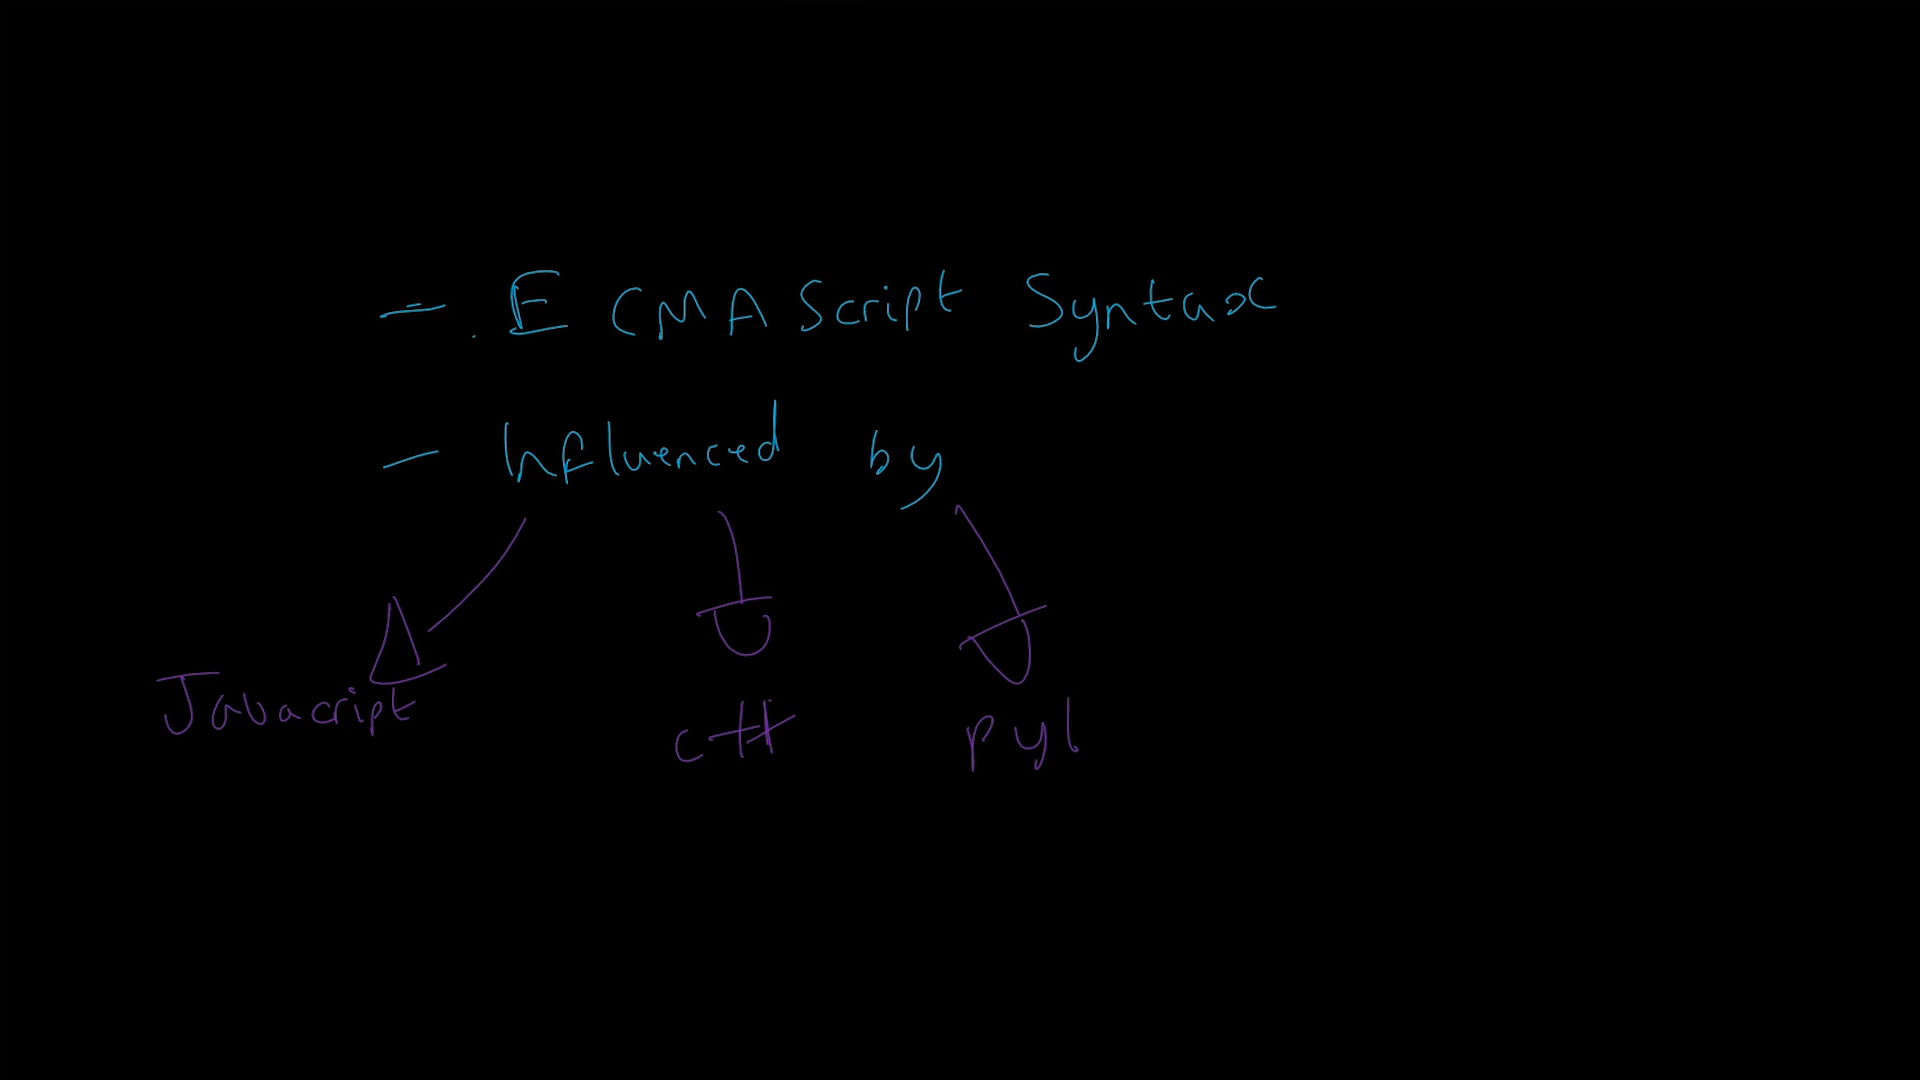 - ECMAScript Syntax
- Influenced by
Javacript
c++
pyl